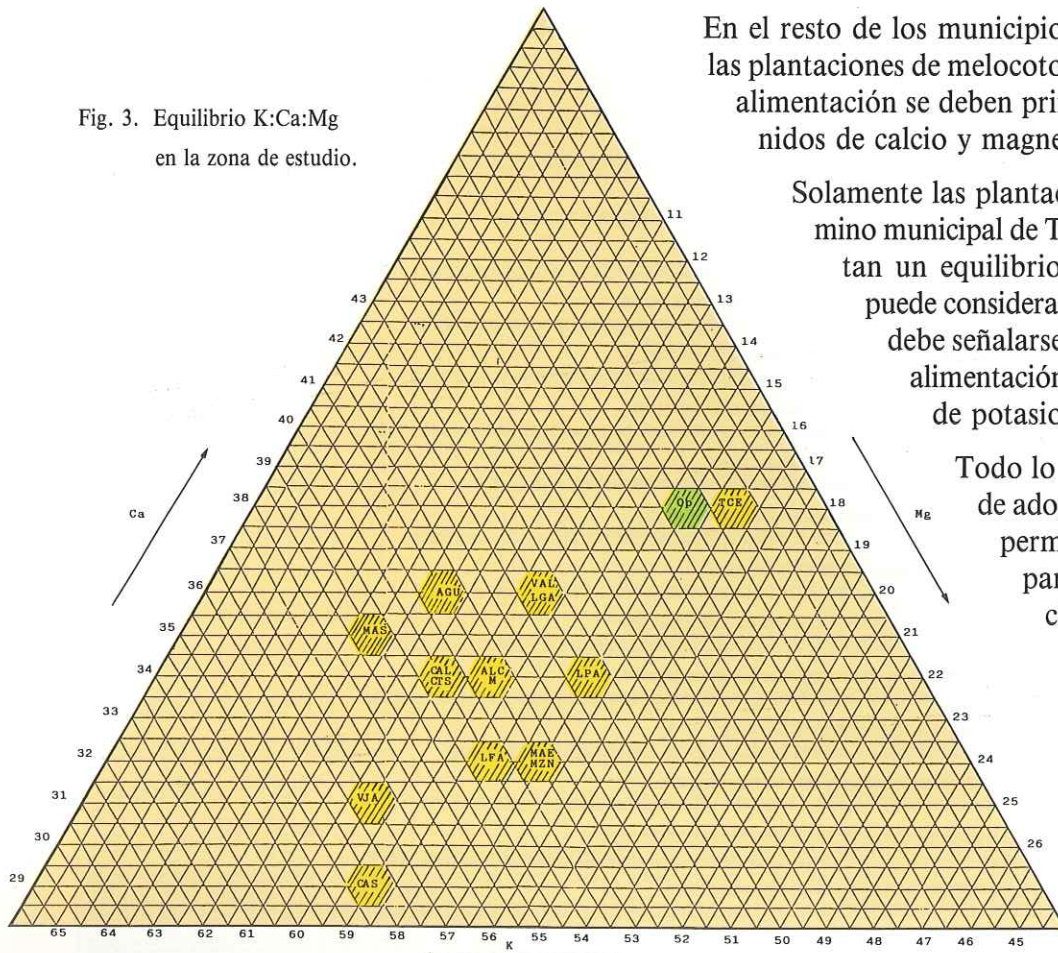 Fig. 3. Equilibrio K:Ca:Mg
en la zona de estudio.
En el resto de los municipio
las plantaciones de melocoto
alimentación se deben pri
nidos de calcio y magne
Solamente las planta
mino municipal de T
tan un equilibrio
puede considera
debe señalarse
alimentación
de potasio
Todo lo
de ado
perm
pa
c
43
42
41
40
39
38
37
36
35
34
33
32
31
30
29
Ca
11
12
13
14
15
16
17
18
19
20
21
22
23
24
25
26
Mg
Op
TCE
AGU
VAL
LGA
MAS
CAL
CTS
ALC
M
LPA
LFA
MAE
MZN
VJA
CAS
65 64 63 62 61 60 59 58 57 56 55 54 53 52 51 50 49 48 47 46 45
K